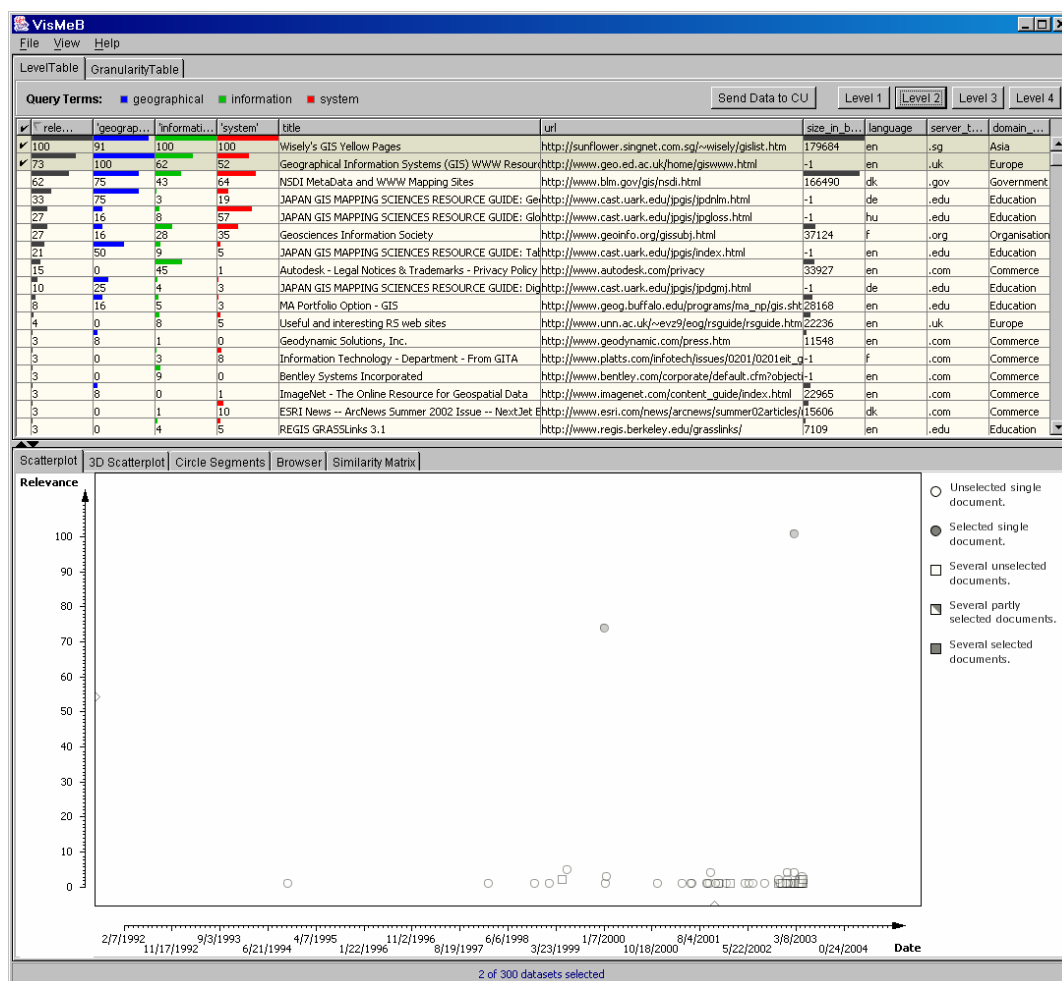 VisMeB
File View Help
LevelTable GranularityTable
Query Terms: geographical information system Send Data to CU Level 1 Level 2 Level 3 Level 4
rele... 'geograp... 'informati... 'system' title url size_in_b... language server_t... domain_...
100 91 100 100 Wisely's GIS Yellow Pages http://sunflower.singnet.com.sg/~wisely/gislist.htm 179684 en .sg Asia
73 100 62 52 Geographical Information Systems (GIS) WWW Resour http://www.geo.ed.ac.uk/home/giswww.html -1 en .uk Europe
62 75 43 64 NSDI MetaData and WWW Mapping Sites http://www.blm.gov/gis/nsdi.html 166490 dk .gov Government
33 75 3 19 JAPAN GIS MAPPING SCIENCES RESOURCE GUIDE: Ge http://www.cast.uark.edu/jpgis/jpdnlm.html -1 de .edu Education
27 16 8 57 JAPAN GIS MAPPING SCIENCES RESOURCE GUIDE: Glo http://www.cast.uark.edu/jpgis/jpgloss.html -1 hu .edu Education
27 16 28 35 Geosciences Information Society http://www.geoinfo.org/gissubj.html 37124 f .org Organisation
21 50 9 5 JAPAN GIS MAPPING SCIENCES RESOURCE GUIDE: Tal http://www.cast.uark.edu/jpgis/index.html -1 en .edu Education
15 0 45 1 Autodesk - Legal Notices & Trademarks - Privacy Policy http://www.autodesk.com/privacy 33927 en .com Commerce
10 25 4 3 JAPAN GIS MAPPING SCIENCES RESOURCE GUIDE: Dig http://www.cast.uark.edu/jpgis/jpdgmj.html -1 de .edu Education
8 16 5 3 MA Portfolio Option - GIS http://www.geog.buffalo.edu/programs/ma_np/gis.sht 28168 en .edu Education
4 0 8 5 Useful and interesting RS web sites http://www.unn.ac.uk/~evz9/eog/rsguide/rsguide.htm 22236 en .uk Europe
3 8 1 0 Geodynamic Solutions, Inc. http://www.geodynamic.com/press.htm 11548 en .com Commerce
3 0 3 8 Information Technology - Department - From GITA http://www.platts.com/infotech/issues/0201/0201eit_g -1 f .com Commerce
3 0 9 0 Bentley Systems Incorporated http://www.bentley.com/corporate/default.cfm?objecti -1 en .com Commerce
3 8 0 1 ImageNet - The Online Resource for Geospatial Data http://www.imagenet.com/content_guide/index.html 22965 en .com Commerce
3 0 1 10 ESRI News -- ArcNews Summer 2002 Issue -- NextJet E http://www.esri.com/news/arcnews/summer02articles/ 15606 dk .com Commerce
3 0 4 5 REGIS GRASSLinks 3.1 http://www.regis.berkeley.edu/grasslinks/ 7109 en .edu Education
Scatterplot 3D Scatterplot Circle Segments Browser Similarity Matrix
Relevance
100
90
80
70
60
50
40
30
20
10
0
2/7/1992 9/3/1993 4/7/1995 11/2/1996 6/6/1998 1/7/2000 8/4/2001 3/8/2003
11/17/1992 6/21/1994 1/22/1996 8/19/1997 3/23/1999 10/18/2000 5/22/2002 0/24/2004 Date
Unselected single
document.
Selected single
document.
Several unselected
documents.
Several partly
selected documents.
Several selected
documents.
2 of 300 datasets selected